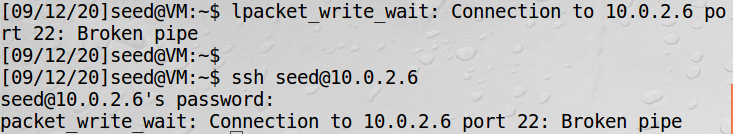 [09/12/20]seed@VM:~$ lpacket_write_wait: Connection to 10.0.2.6 po
rt 22: Broken pipe
[09/12/20]seed@VM:~$
[09/12/20]seed@VM:~$ ssh seed@10.0.2.6
seed@10.0.2.6's password:
packet_write_wait: Connection to 10.0.2.6 port 22: Broken pipe